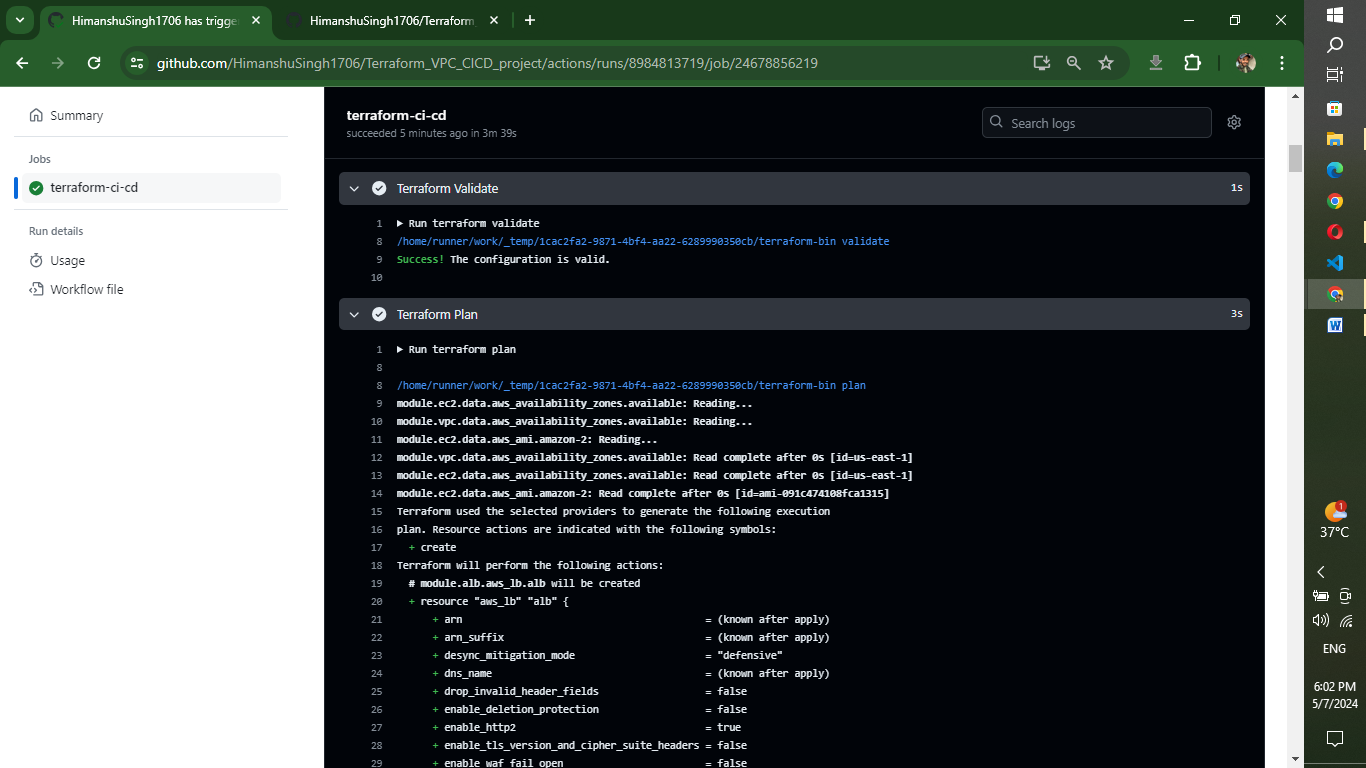 HimanshuSingh1706 has trigge
HimanshuSingh1706/Terraform_
github.com/HimanshuSingh1706/Terraform_VPC_CICD_project/actions/runs/8984813719/job/24678856219
Summary
Jobs
terraform-ci-cd
Run details
Usage
Workflow file
terraform-ci-cd
succeeded 5 minutes ago in 3m 39s
Search logs
Terraform Validate 1s
1 Run terraform validate
8 /home/runner/work/_temp/1cac2fa2-9871-4bf4-aa22-6289990350cb/terraform-bin validate
9 Success! The configuration is valid.
10
Terraform Plan 3s
1 Run terraform plan
8
8 /home/runner/work/_temp/1cac2fa2-9871-4bf4-aa22-6289990350cb/terraform-bin plan
9 module.ec2.data.aws_availability_zones.available: Reading...
10 module.vpc.data.aws_availability_zones.available: Reading...
11 module.ec2.data.aws_ami.amazon-2: Reading...
12 module.vpc.data.aws_availability_zones.available: Read complete after 0s [id=us-east-1]
13 module.ec2.data.aws_availability_zones.available: Read complete after 0s [id=us-east-1]
14 module.ec2.data.aws_ami.amazon-2: Read complete after 0s [id=ami-091c474108fca1315]
15 Terraform used the selected providers to generate the following execution
16 plan. Resource actions are indicated with the following symbols:
17 + create
18 Terraform will perform the following actions:
19 # module.alb.aws_lb.alb will be created
20 + resource "aws_lb" "alb" {
21 + arn = (known after apply)
22 + arn_suffix = (known after apply)
23 + desync_mitigation_mode = "defensive"
24 + dns_name = (known after apply)
25 + drop_invalid_header_fields = false
26 + enable_deletion_protection = false
27 + enable_http2 = true
28 + enable_tls_version_and_cipher_suite_headers = false
29 + enable_waf_fail_open = false
1
37°C
ENG
6:02 PM
5/7/2024